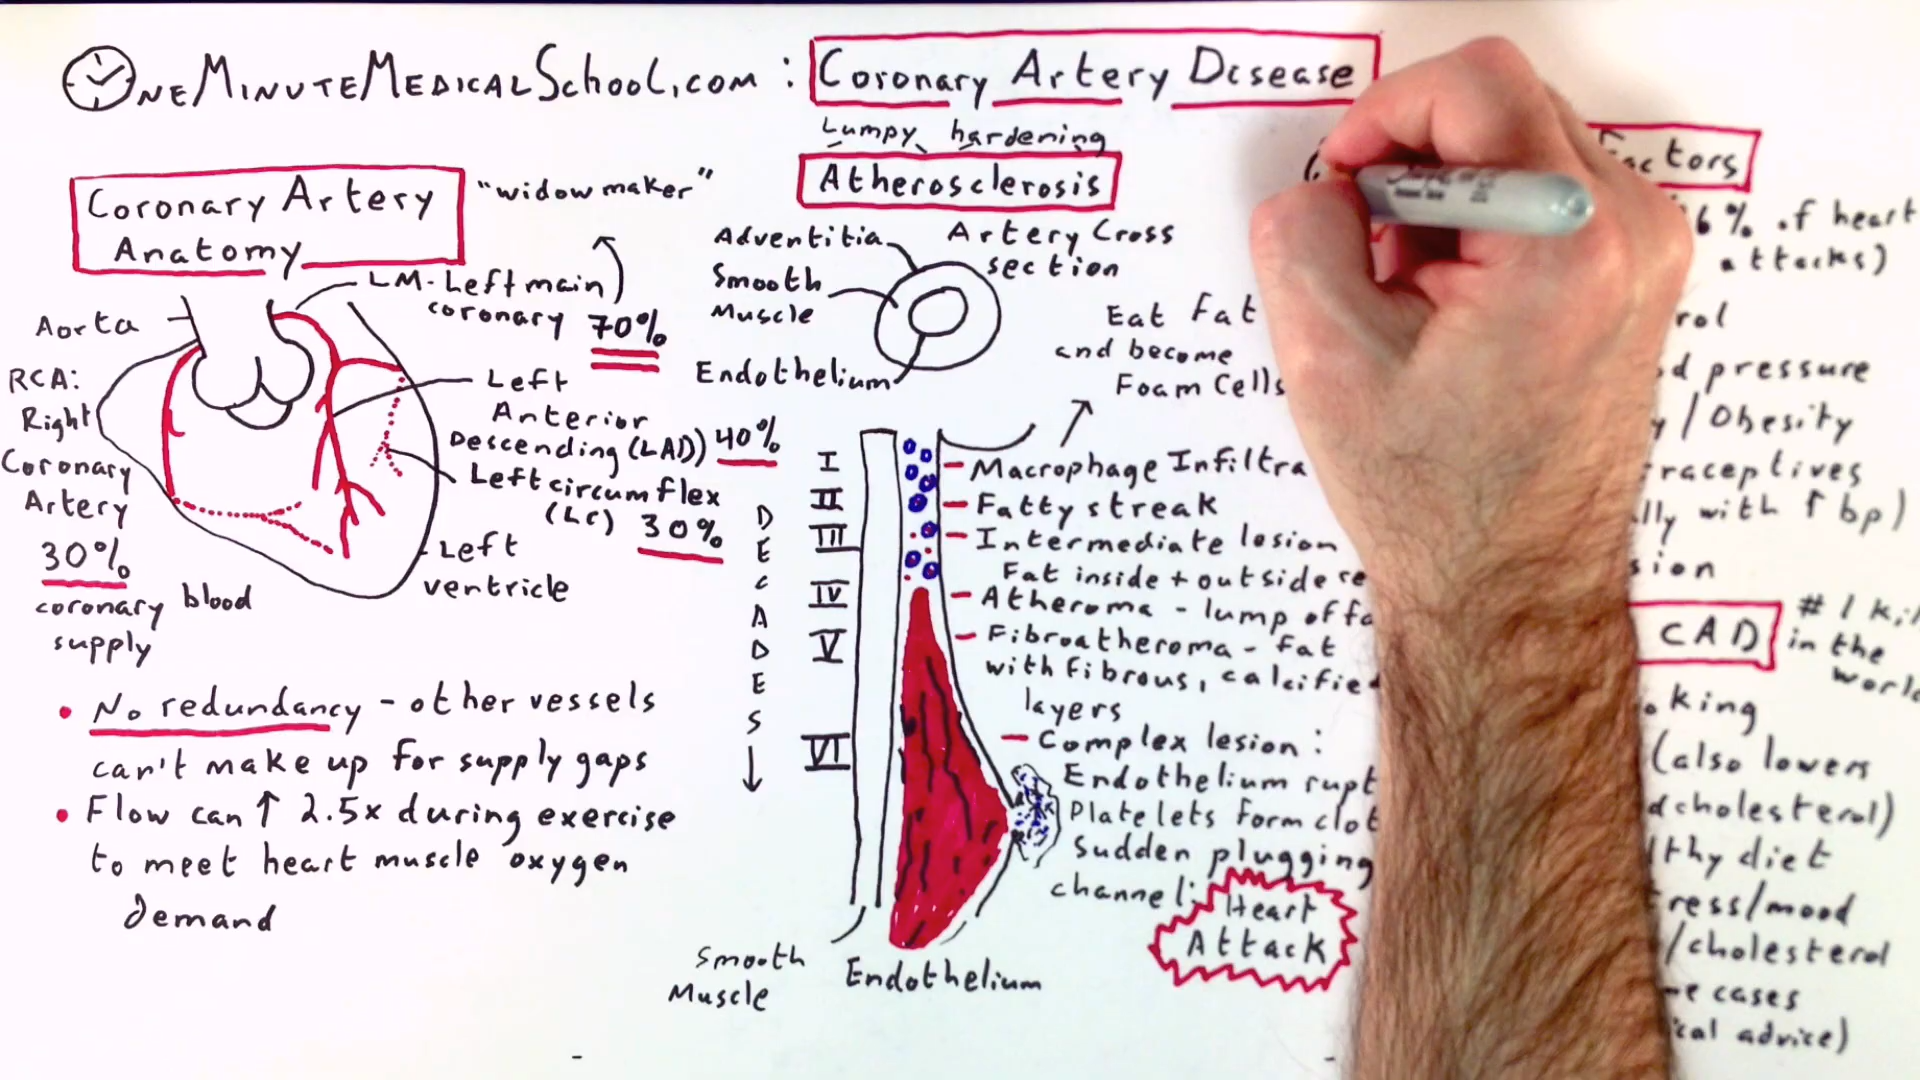 OneMinuteMedicalSchool.com : Coronary Artery Disease
Coronary Artery
Anatomy
"widow maker"
LM-Left main
coronary 70%
Aorta
RCA:
Right
Coronary
Artery
30%
coronary blood
supply
Left
Anterior
Descending (LAD) 40%
Left circumflex
(LC) 30%
Left
ventricle
No redundancy - other vessels
can't make up for supply gaps
Flow can ↑ 2.5x during exercise
to meet heart muscle oxygen
demand
Lumpy hardening
Atherosclerosis
Adventitia
Smooth
Muscle
Endothelium
Artery Cross
section
Eat Fat
and become
Foam Cells
DECADES
I
II
III
IV
V
VI
- Macrophage Infiltra
- Fatty streak
- Intermediate lesion
Fat inside + outside
- Atheroma - lump of
- Fibroatheroma - fat
with fibrous, calcified
layers
- Complex lesion:
Endothelium rupt
Platelets form clot
Sudden plugging
channel:
Heart
Attack
Smooth
Muscle
Endothelium
ctors
6% of heart
attacks)
rol
d pressure
y / Obesity
raceptives
lly with ↑ bp)
sion
CAD
#1
in the
world
king
(also lowers
d cholesterol)
lthy diet
ress/mood
/cholesterol
e cases
ical advice)